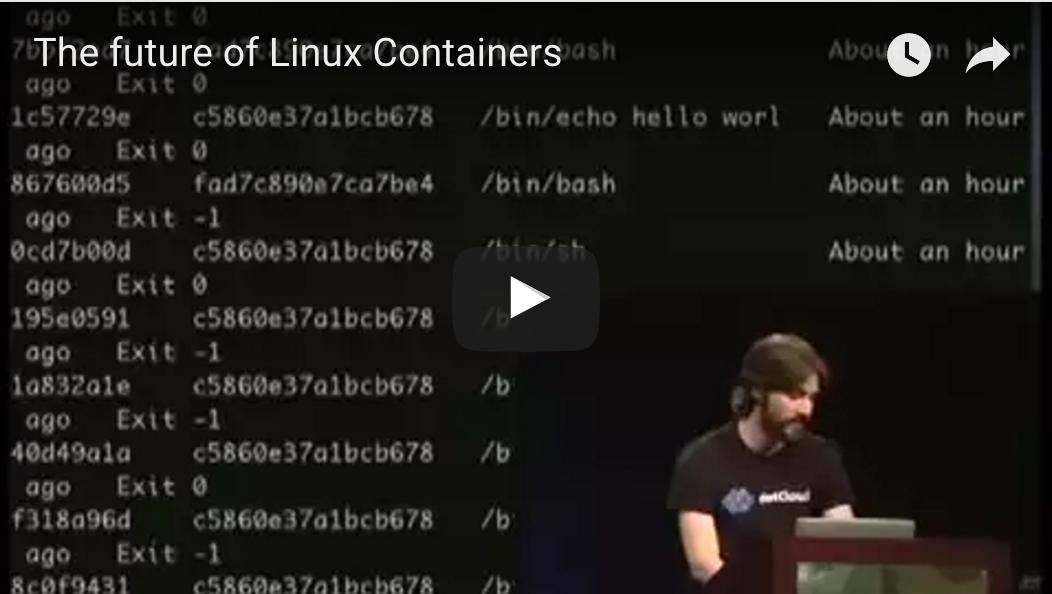 ago Exit 0
The future of Linux Containers
/bin/bash About an hour
ago Exit 0
1c57729e c5860e37a1bcb678 /bin/echo hello worl About an hour
ago Exit 0
867600d5 fad7c890e7ca7be4 /bin/bash About an hour
ago Exit -1
0cd7b00d c5860e37a1bcb678 /bin/sh About an hour
ago Exit 0
195e0591 c5860e37a1bcb678 /b
ago Exit -1
1a832a1e c5860e37a1bcb678 /b
ago Exit -1
40d49a1a c5860e37a1bcb678 /b
ago Exit 0
dotCloud
f318a96d c5860e37a1bcb678 /b
ago Exit -1
8c0f9431 c5860e37a1bcb678 /b